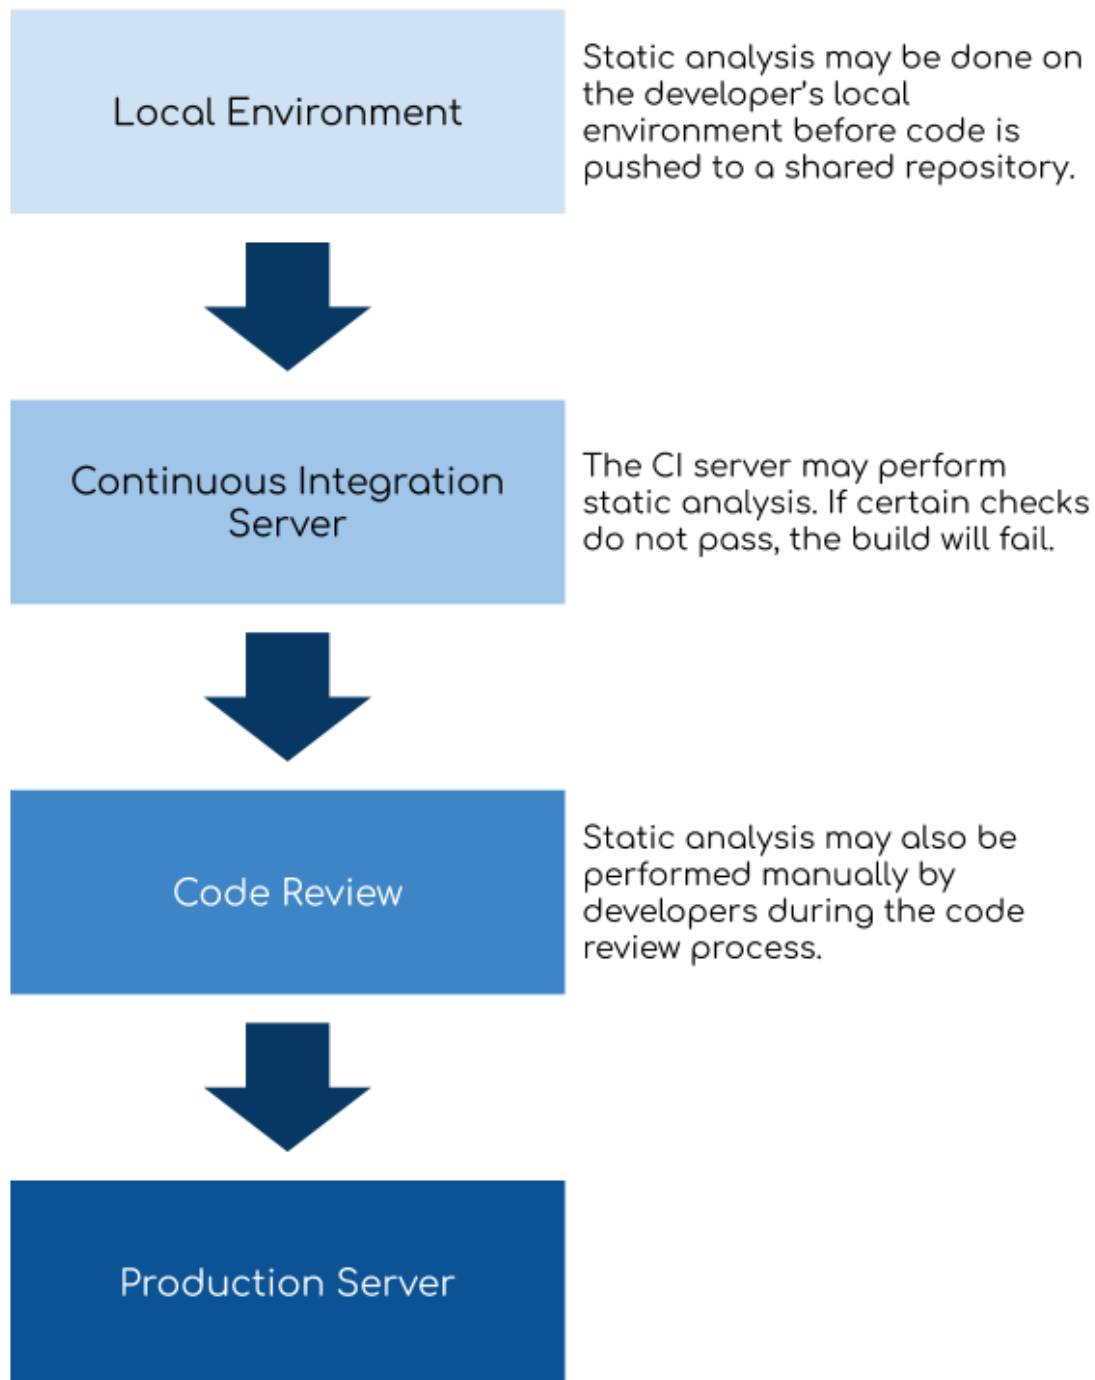 Local Environment
Static analysis may be done on
the developer's local
environment before code is
pushed to a shared repository.
Continuous Integration
Server
The CI server may perform
static analysis. If certain checks
do not pass, the build will fail.
Code Review
Static analysis may also be
performed manually by
developers during the code
review process.
Production Server